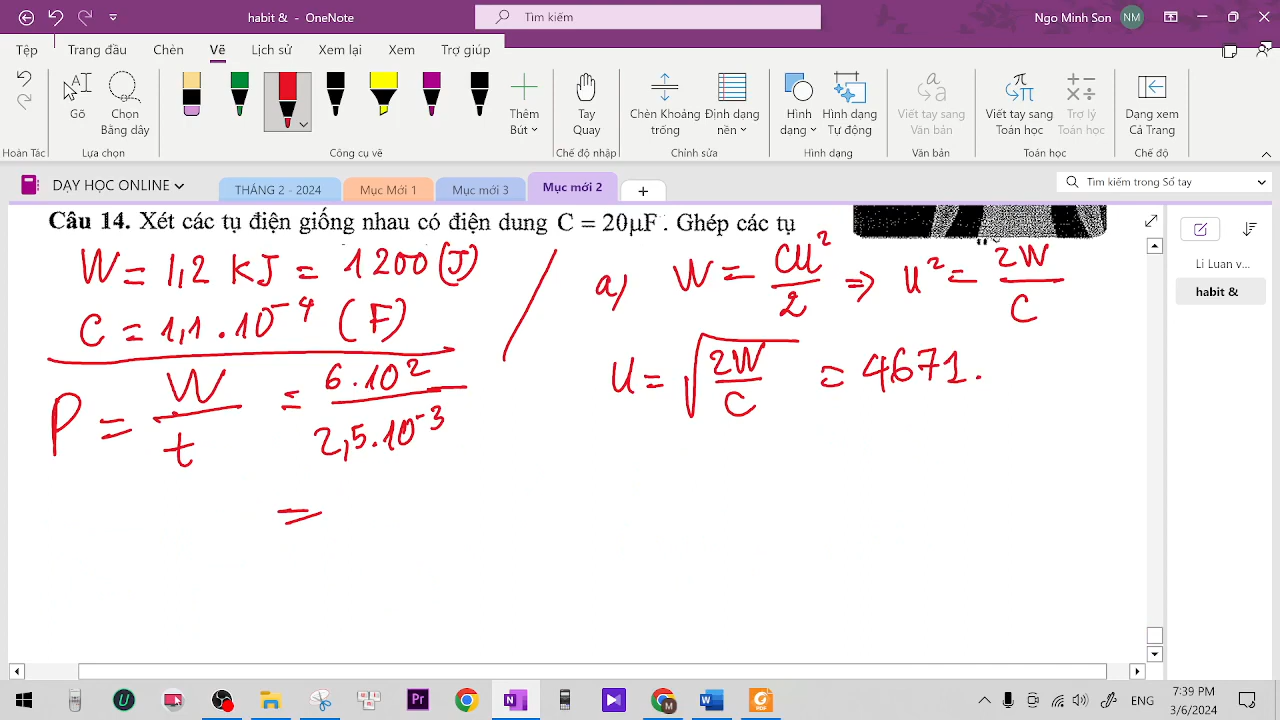 habit & - OneNote
Tìm kiếm
Ngo Minh Son
NM
Tệp
Trang đầu
Chèn
Vẽ
Lịch sử
Xem lại
Xem
Trợ giúp
Gõ
Chọn Bằng dây
Thêm Bút
Tay Quay
Chèn Khoảng trống
Định dạng nền
Hình dạng
Hình dạng Tự động
Viết tay sang Văn bản
Viết tay sang Toán học
Trợ lý Toán học
Dạng xem Cả Trang
Hoàn Tác
Lựa chọn
Công cụ vẽ
Chế độ nhập
Chỉnh sửa
Hình dạng
Văn bản
Toán học
Chế độ
DẠY HỌC ONLINE
THÁNG 2 - 2024
Mục Mới 1
Mục mới 3
Mục mới 2
+
Tìm kiếm trong Sổ tay
Câu 14. Xét các tụ điện giống nhau có điện dung C = 20µF. Ghép các tụ
W = 1,2 KJ = 1200 (J)
C = 1,1 . 10⁻⁴ (F)
P = W/t = 6.10²/2,5.10⁻³
=
a) W = CU²/2 => U² = 2W/C
U = √(2W/C) = 4671.
Li Luan v...
habit &
7:39 PM
3/6/2024